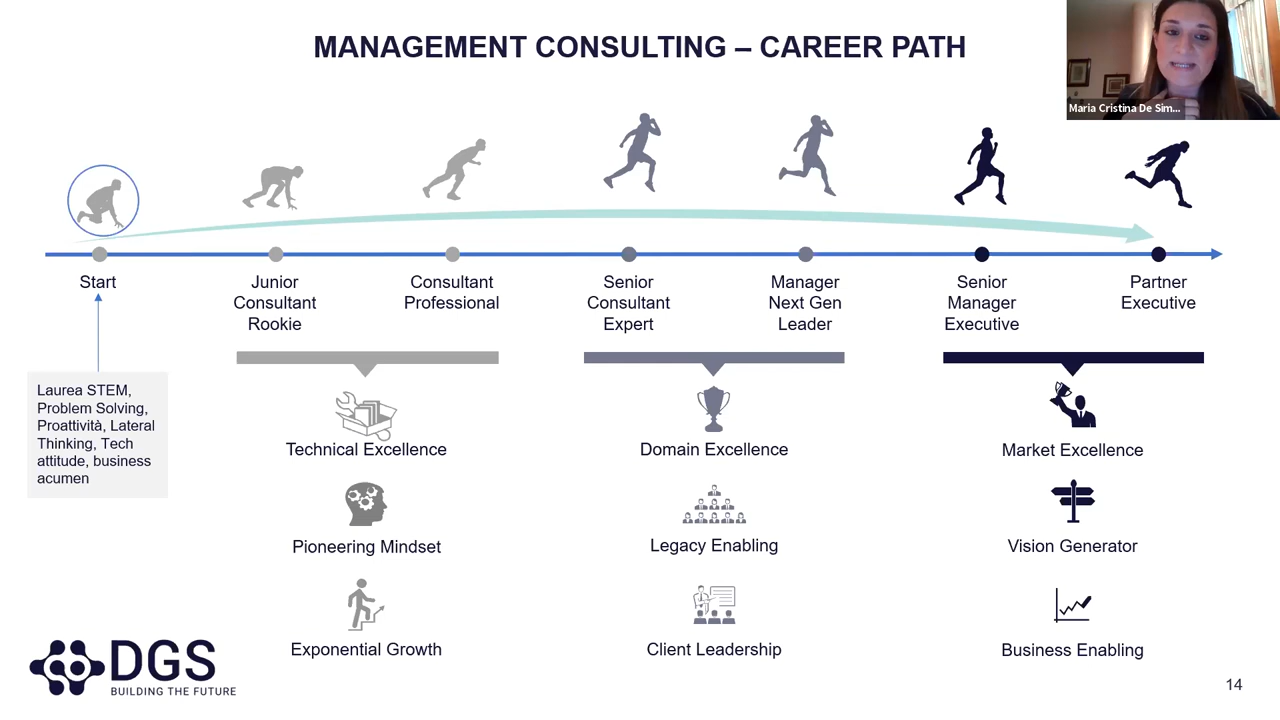 MANAGEMENT CONSULTING – CAREER PATH
Maria Cristina De Sim...
Start
Junior
Consultant
Rookie
Consultant
Professional
Senior
Consultant
Expert
Manager
Next Gen
Leader
Senior
Manager
Executive
Partner
Executive
Laurea STEM,
Problem Solving,
Proattività, Lateral
Thinking, Tech
attitude, business
acumen
Technical Excellence
Domain Excellence
Market Excellence
Pioneering Mindset
Legacy Enabling
Vision Generator
Exponential Growth
Client Leadership
Business Enabling
DGS
BUILDING THE FUTURE
14